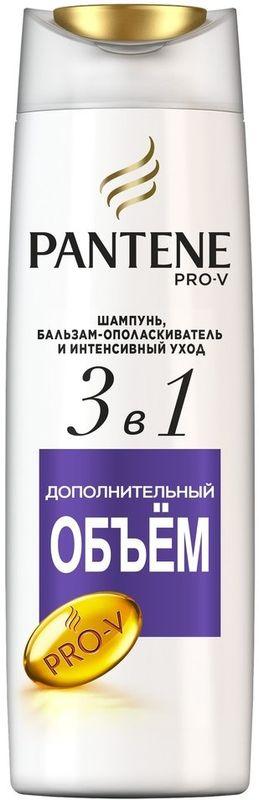 PANTENE
PRO-V
ШАМПУНЬ,
БАЛЬЗАМ-ОПОЛАСКИВАТЕЛЬ
И ИНТЕНСИВНЫЙ УХОД
3 в 1
ДОПОЛНИТЕЛЬНЫЙ
ОБЪЁМ
PRO-V